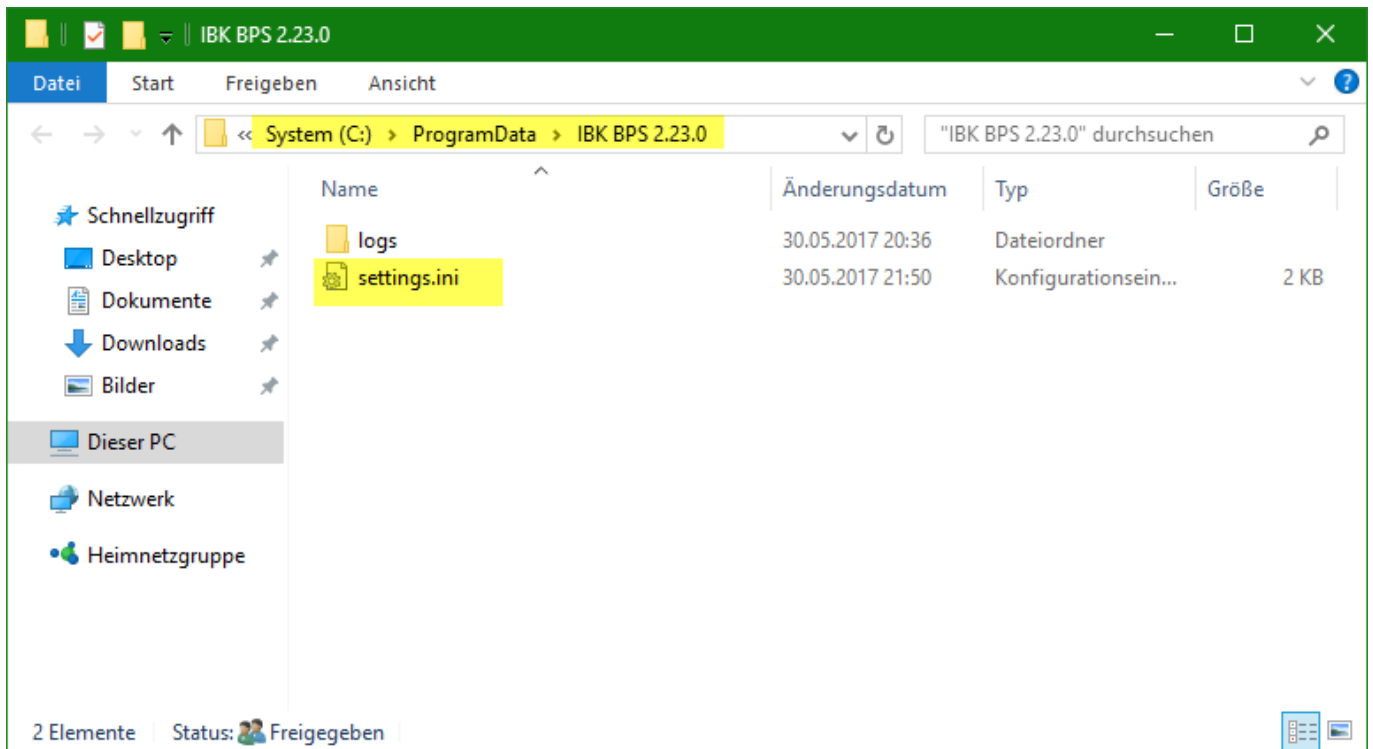 IBK BPS 2.23.0
Datei Start Freigeben Ansicht
« System (C:) › ProgramData › IBK BPS 2.23.0 "IBK BPS 2.23.0" durchsuchen
Name Änderungsdatum Typ Größe
Schnellzugriff
Desktop
Dokumente
Downloads
Bilder
Dieser PC
Netzwerk
Heimnetzgruppe
logs 30.05.2017 20:36 Dateiordner
settings.ini 30.05.2017 21:50 Konfigurationsein... 2 KB
2 Elemente Status: Freigegeben